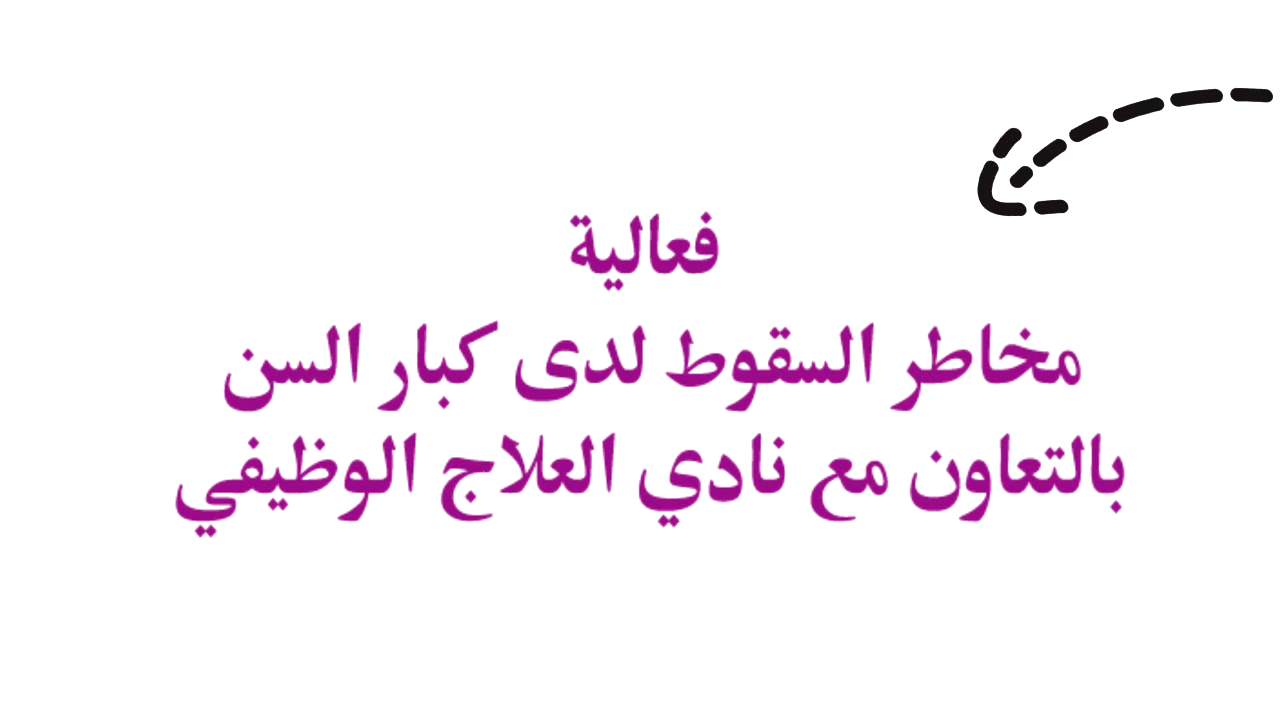 فعالية
مخاطر السقوط لدى كبار السن
بالتعاون مع نادي العلاج الوظيفي